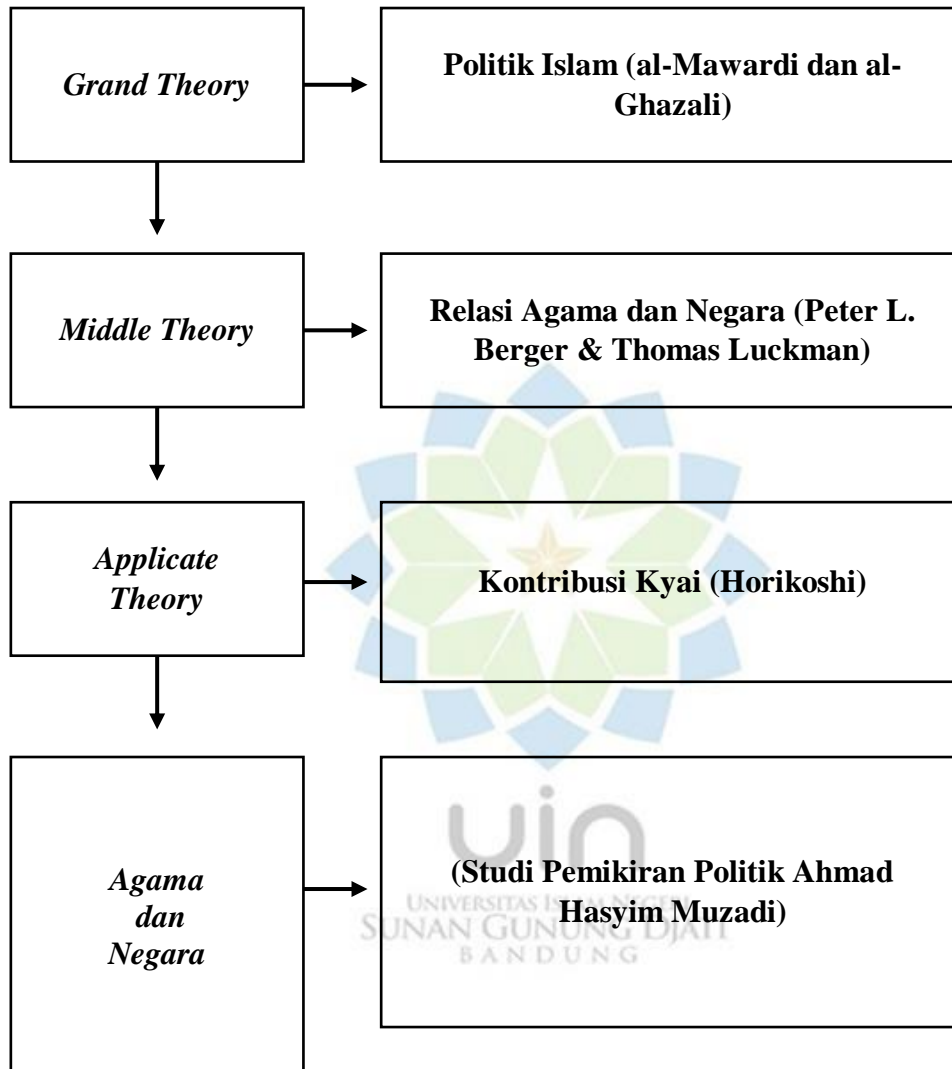 Grand Theory
Politik Islam (al-Mawardi dan al-
Ghazali)
Middle Theory
Relasi Agama dan Negara (Peter L.
Berger & Thomas Luckman)
Applicate
Theory
Kontribusi Kyai (Horikoshi)
Agama
dan
Negara
(Studi Pemikiran Politik Ahmad
Hasyim Muzadi)
uin
UNIVERSITAS ISLAM NEGERI
SUNAN GUNUNG DJATI
BANDUNG